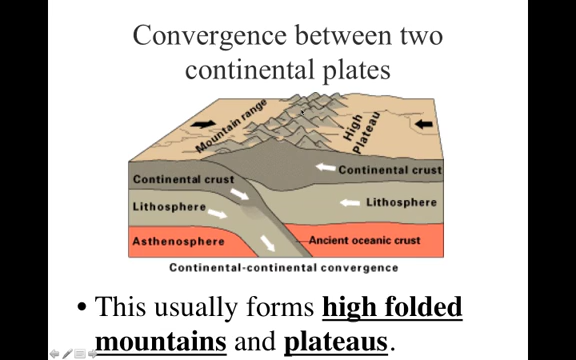 Convergence between two
continental plates
Mountain range
High
Plateau
Continental crust
Continental crust
Lithosphere
Lithosphere
Asthenosphere
Ancient oceanic crust
Continental-continental convergence
• This usually forms high folded
mountains and plateaus.